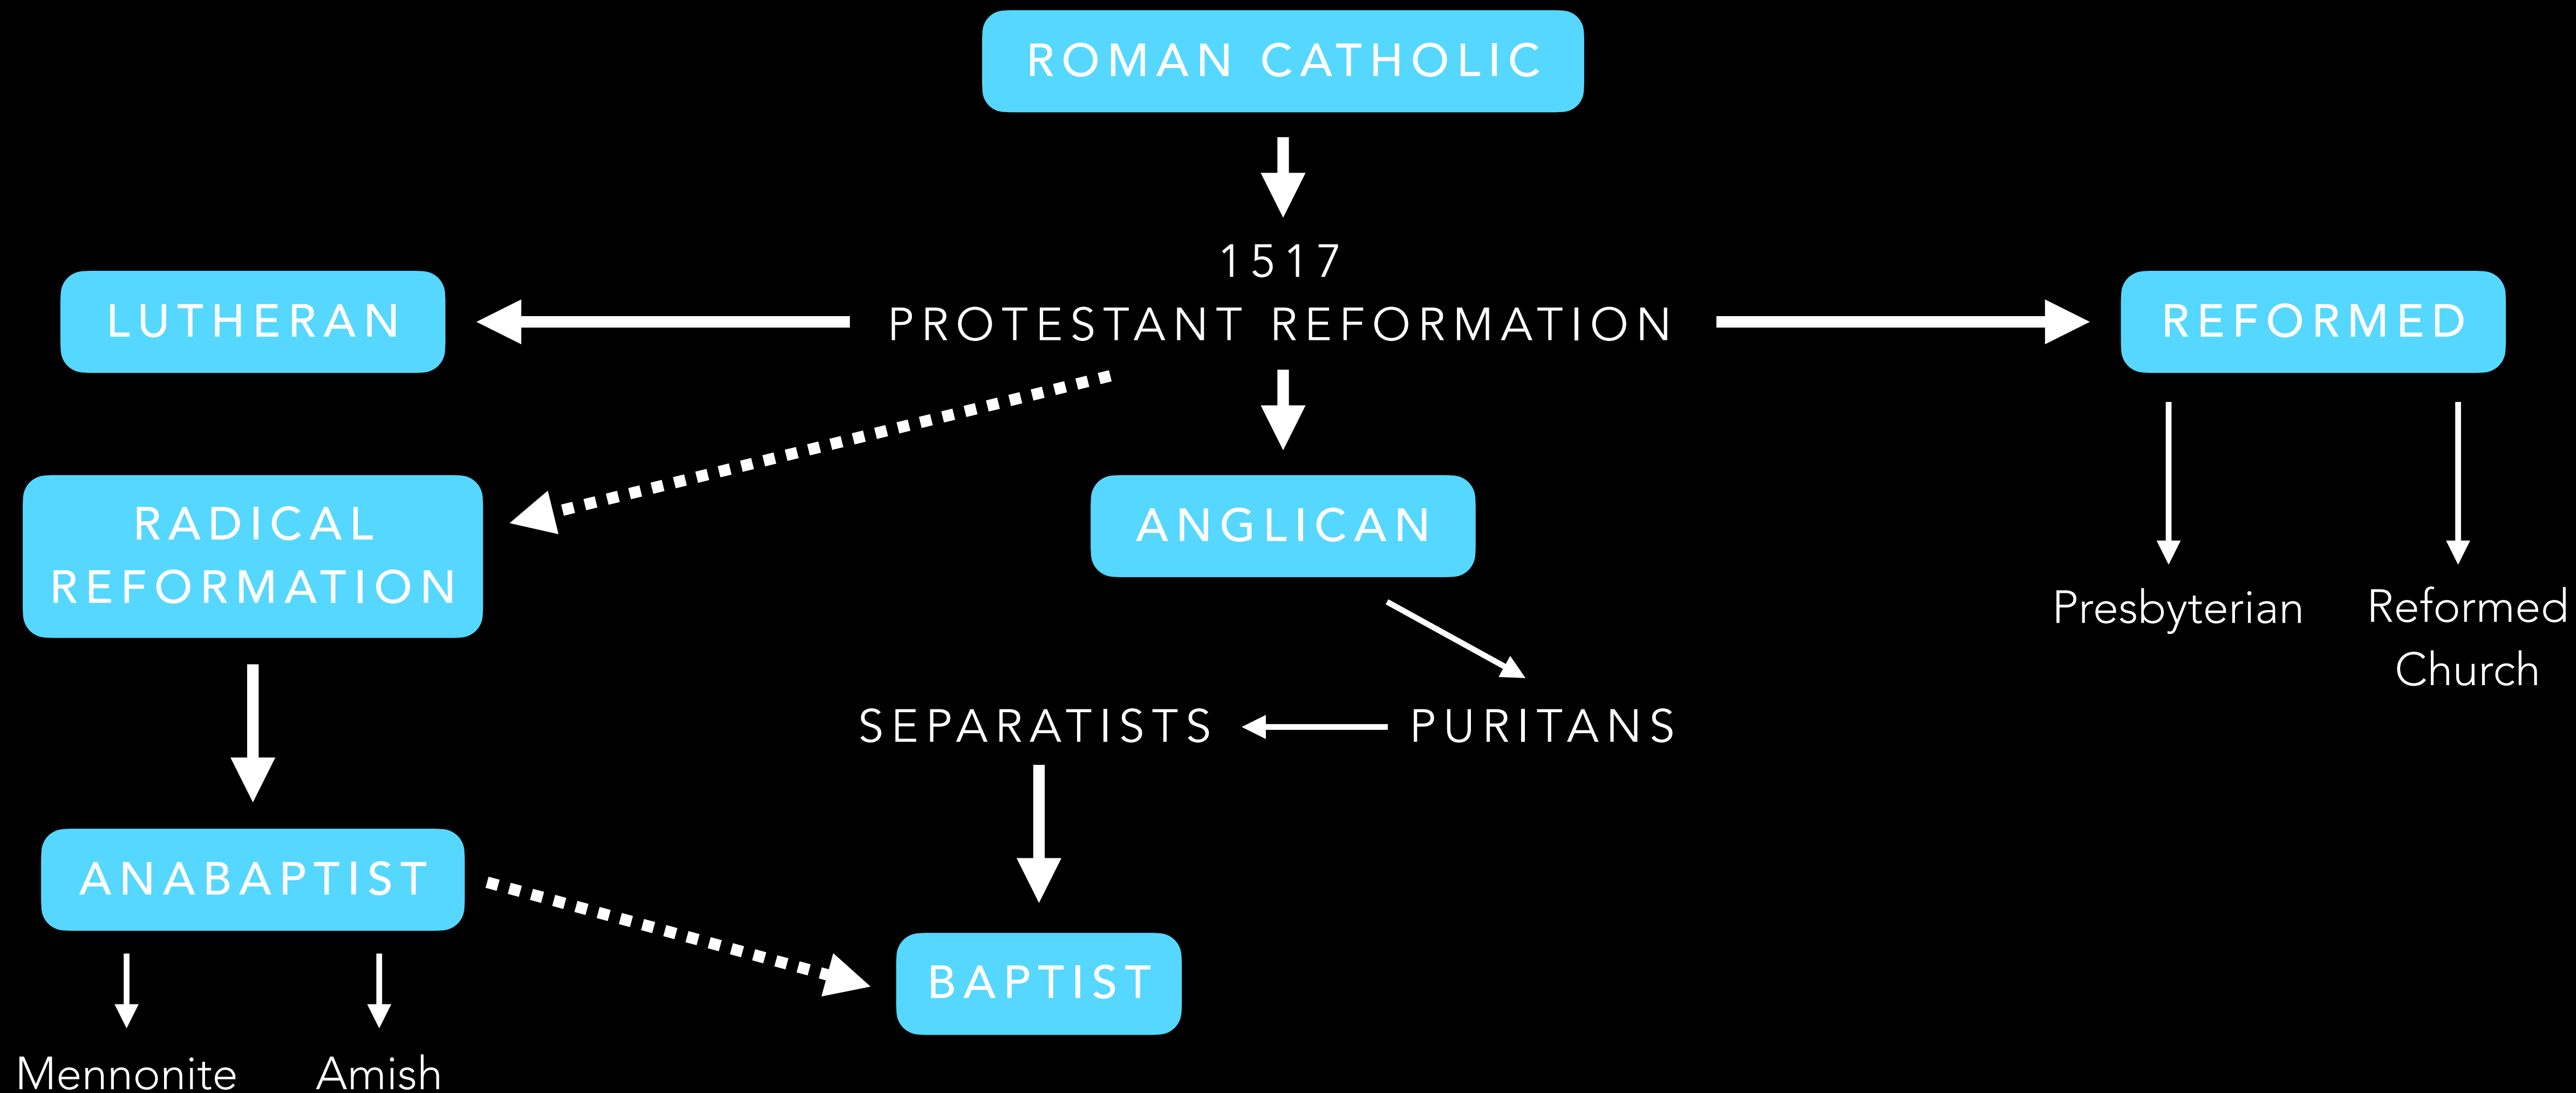 ROMAN CATHOLIC
1517
PROTESTANT REFORMATION
LUTHERAN
REFORMED
RADICAL
REFORMATION
ANGLICAN
Presbyterian
Reformed
Church
SEPARATISTS
PURITANS
ANABAPTIST
BAPTIST
Mennonite
Amish